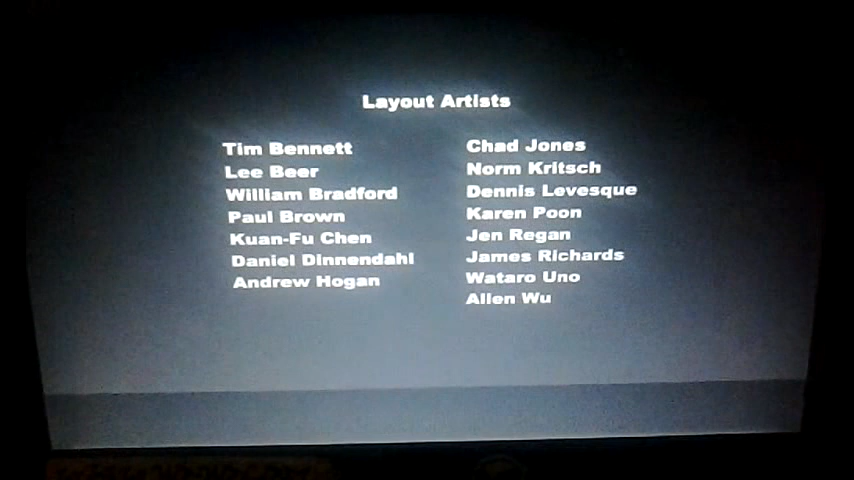 Layout Artists
Tim Bennett
Lee Beer
William Bradford
Paul Brown
Kuan-Fu Chen
Daniel Dinnendahl
Andrew Hogan
Chad Jones
Norm Kritsch
Dennis Levesque
Karen Poon
Jen Regan
James Richards
Wataro Uno
Allen Wu